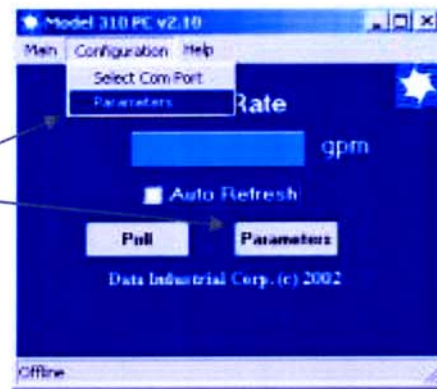 Model 310 PC v2.10
Main Configuration Help
Select Com Port
Parameters
Rate
gpm
Auto Refresh
Poll Parameters
Data Industrial Corp. (c) 2002
Offline